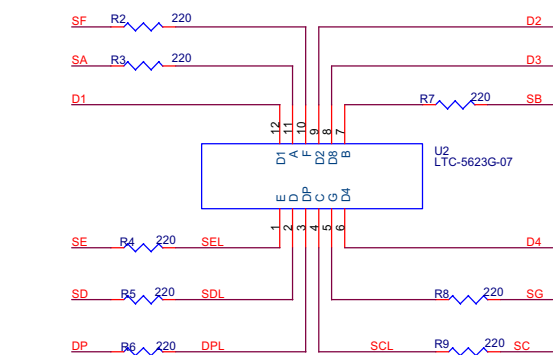 SF R2 220 D2
SA R3 220 D3
D1 R7 220 SB
12 11 10 9 8 7
D1 A F D2 D8 B
U2
LTC-5623G-07
E D DP C G D4
1 2 3 4 5 6
SE R4 220 SEL D4
SD R5 220 SDL R8 220 SG
DP R6 220 DPL SCL R9 220 SC